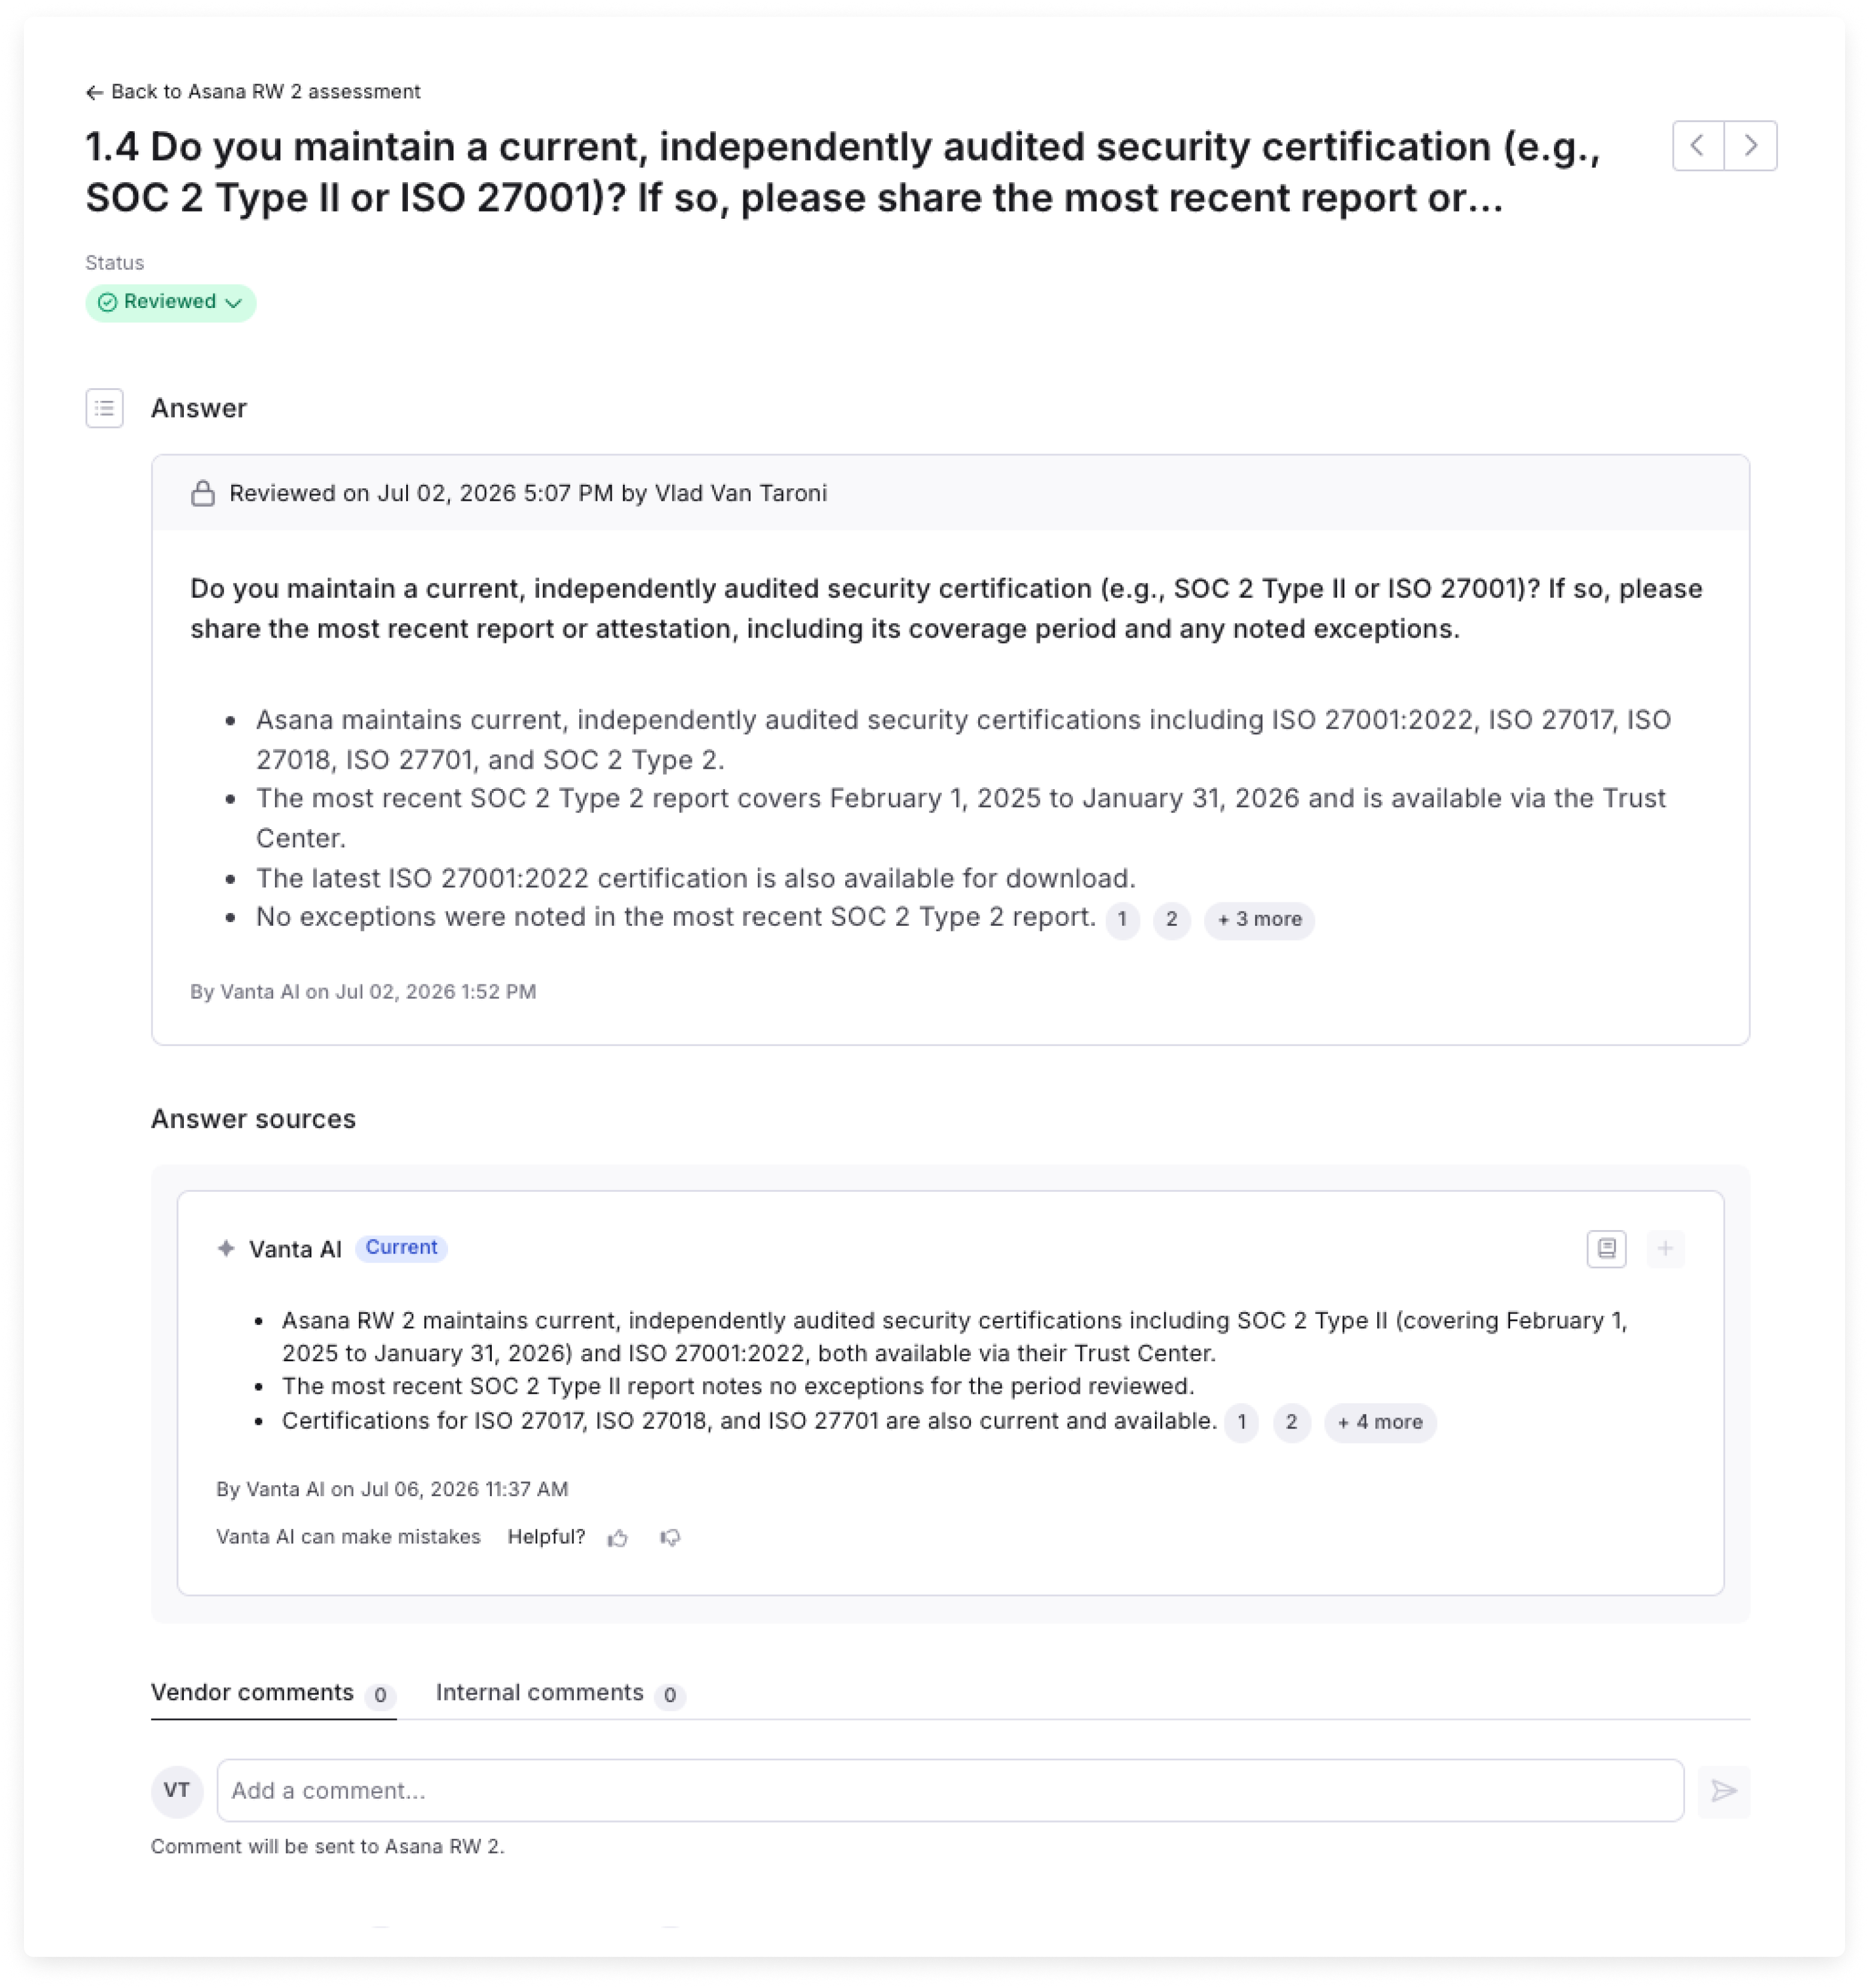 Back to Asana RW 2 assessment
1.4 Do you maintain a current, independently audited security certification (e.g.,
SOC 2 Type II or ISO 27001)? If so, please share the most recent report or...
Status
Reviewed
Answer
Reviewed on Jul 02, 2026 5:07 PM by Vlad Van Taroni
Do you maintain a current, independently audited security certification (e.g., SOC 2 Type II or ISO 27001)? If so, please
share the most recent report or attestation, including its coverage period and any noted exceptions.
• Asana maintains current, independently audited security certifications including ISO 27001:2022, ISO 27017, ISO
27018, ISO 27701, and SOC 2 Type 2.
• The most recent SOC 2 Type 2 report covers February 1, 2025 to January 31, 2026 and is available via the Trust
Center.
• The latest ISO 27001:2022 certification is also available for download.
• No exceptions were noted in the most recent SOC 2 Type 2 report. 1 2 + 3 more
By Vanta AI on Jul 02, 2026 1:52 PM
Answer sources
Vanta AI Current
• Asana RW 2 maintains current, independently audited security certifications including SOC 2 Type II (covering February 1,
2025 to January 31, 2026) and ISO 27001:2022, both available via their Trust Center.
• The most recent SOC 2 Type II report notes no exceptions for the period reviewed.
• Certifications for ISO 27017, ISO 27018, and ISO 27701 are also current and available. 1 2 + 4 more
By Vanta AI on Jul 06, 2026 11:37 AM
Vanta AI can make mistakes Helpful?
Vendor comments 0 Internal comments 0
VT Add a comment...
Comment will be sent to Asana RW 2.